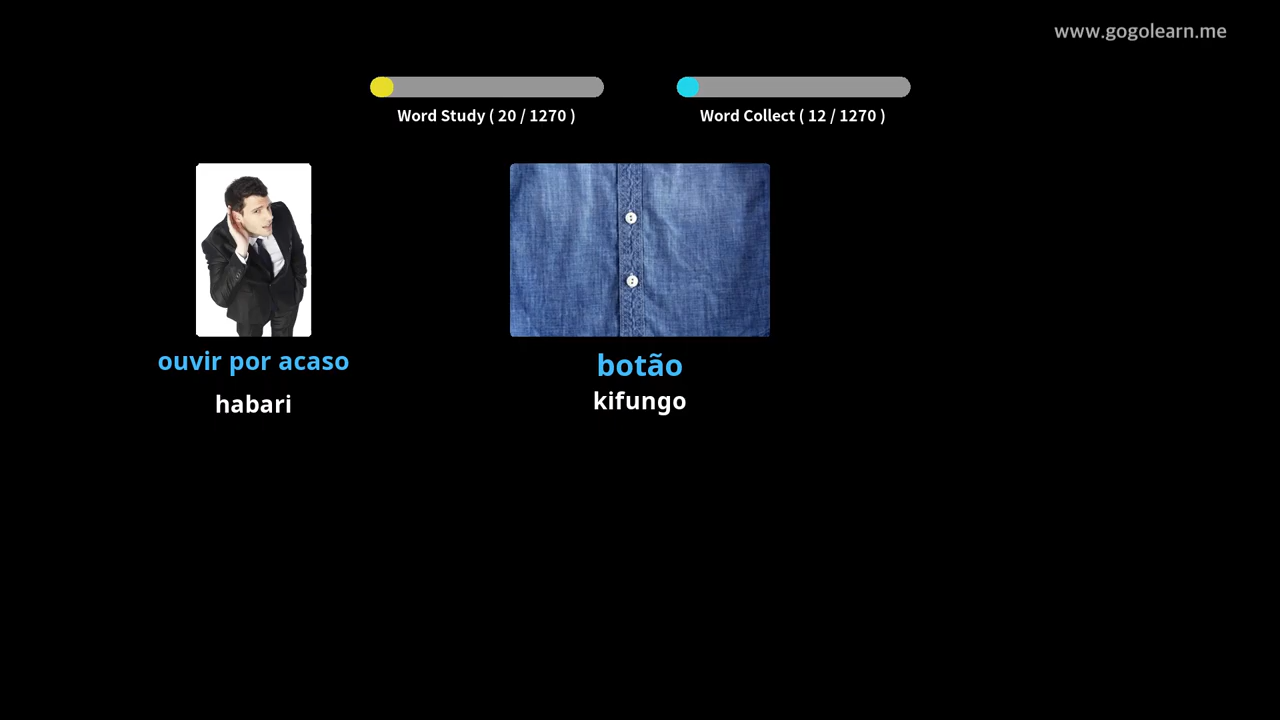 www.gogolearn.me
Word Study ( 20 / 1270 )
Word Collect ( 12 / 1270 )
ouvir por acaso
habari
botão
kifungo